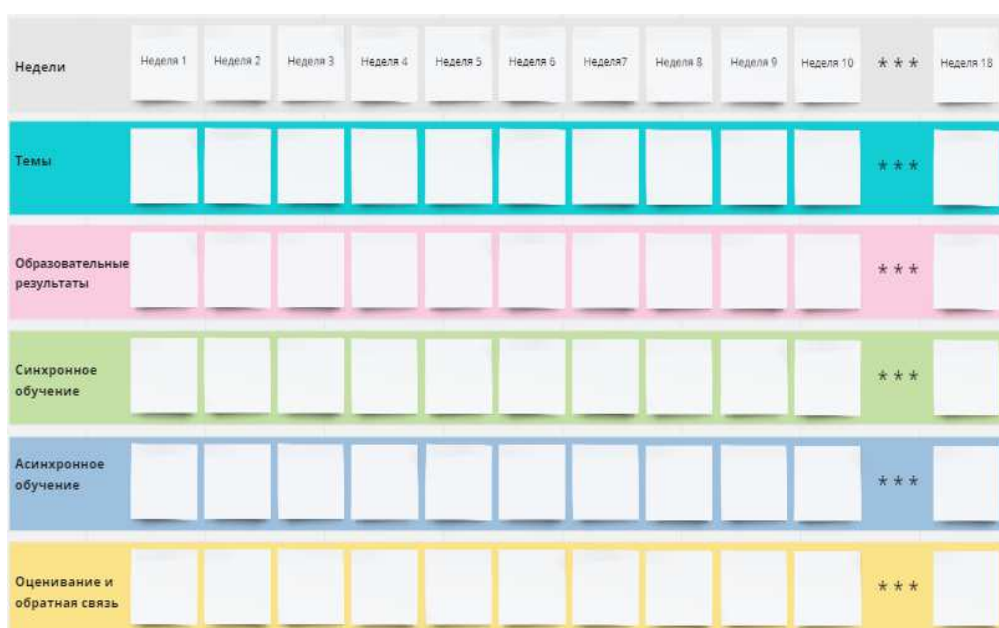 Недели Неделя 1 Неделя 2 Неделя 3 Неделя 4 Неделя 5 Неделя 6 Неделя7 Неделя 8 Неделя 9 Неделя 10 * * * Неделя 18
Темы * * *
Образовательные
результаты * * *
Синхронное
обучение * * *
Асинхронное
обучение * * *
Оценивание и
обратная связь * * *